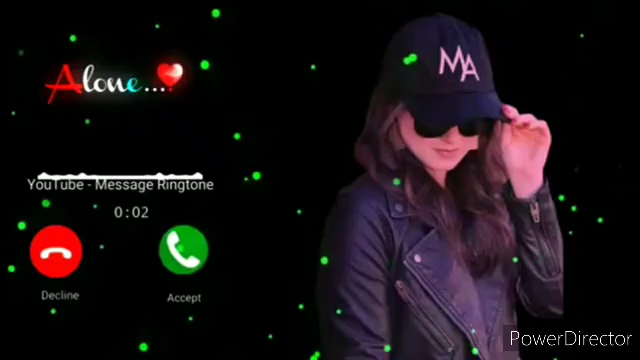 Alone...
MA
YouTube - Message Ringtone
0:02
Decline
Accept
PowerDirector